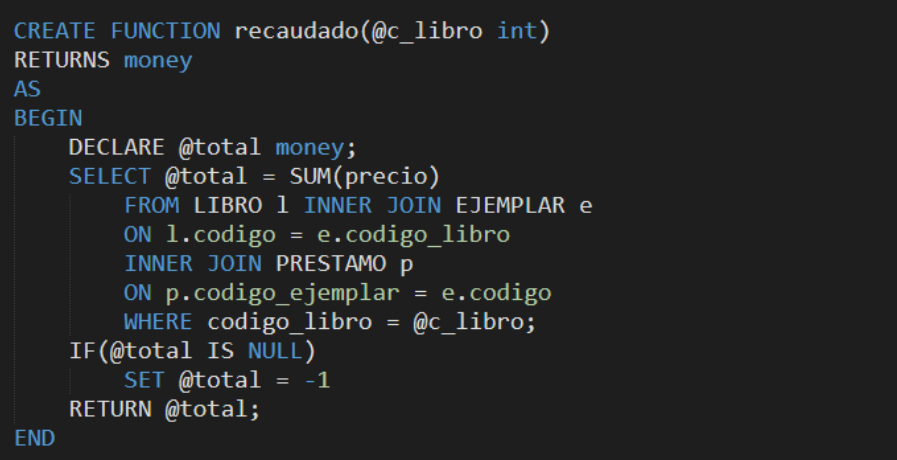 CREATE FUNCTION recaudado(@c_libro int)
RETURNS money
AS
BEGIN
    DECLARE @total money;
    SELECT @total = SUM(precio)
        FROM LIBRO l INNER JOIN EJEMPLAR e
        ON l.codigo = e.codigo_libro
        INNER JOIN PRESTAMO p
        ON p.codigo_ejemplar = e.codigo
        WHERE codigo_libro = @c_libro;
    IF(@total IS NULL)
        SET @total = -1
    RETURN @total;
END